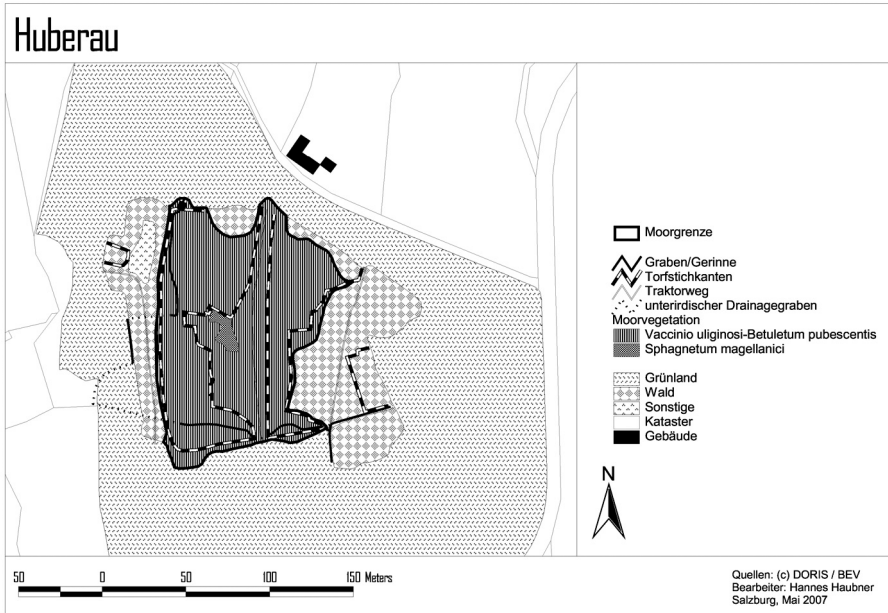 Huberau
Moorgrenze
Graben/Gerinne
Torfstichkanten
Traktorweg
unterirdischer Drainagegraben
Moorvegetation
Vaccinio uliginosi-Betuletum pubescentis
Sphagnetum magellanici
Grünland
Wald
Sonstige
Kataster
Gebäude
N
50 0 50 100 150 Meters
Quellen: (c) DORIS / BEV
Bearbeiter: Hannes Haubner
Salzburg, Mai 2007